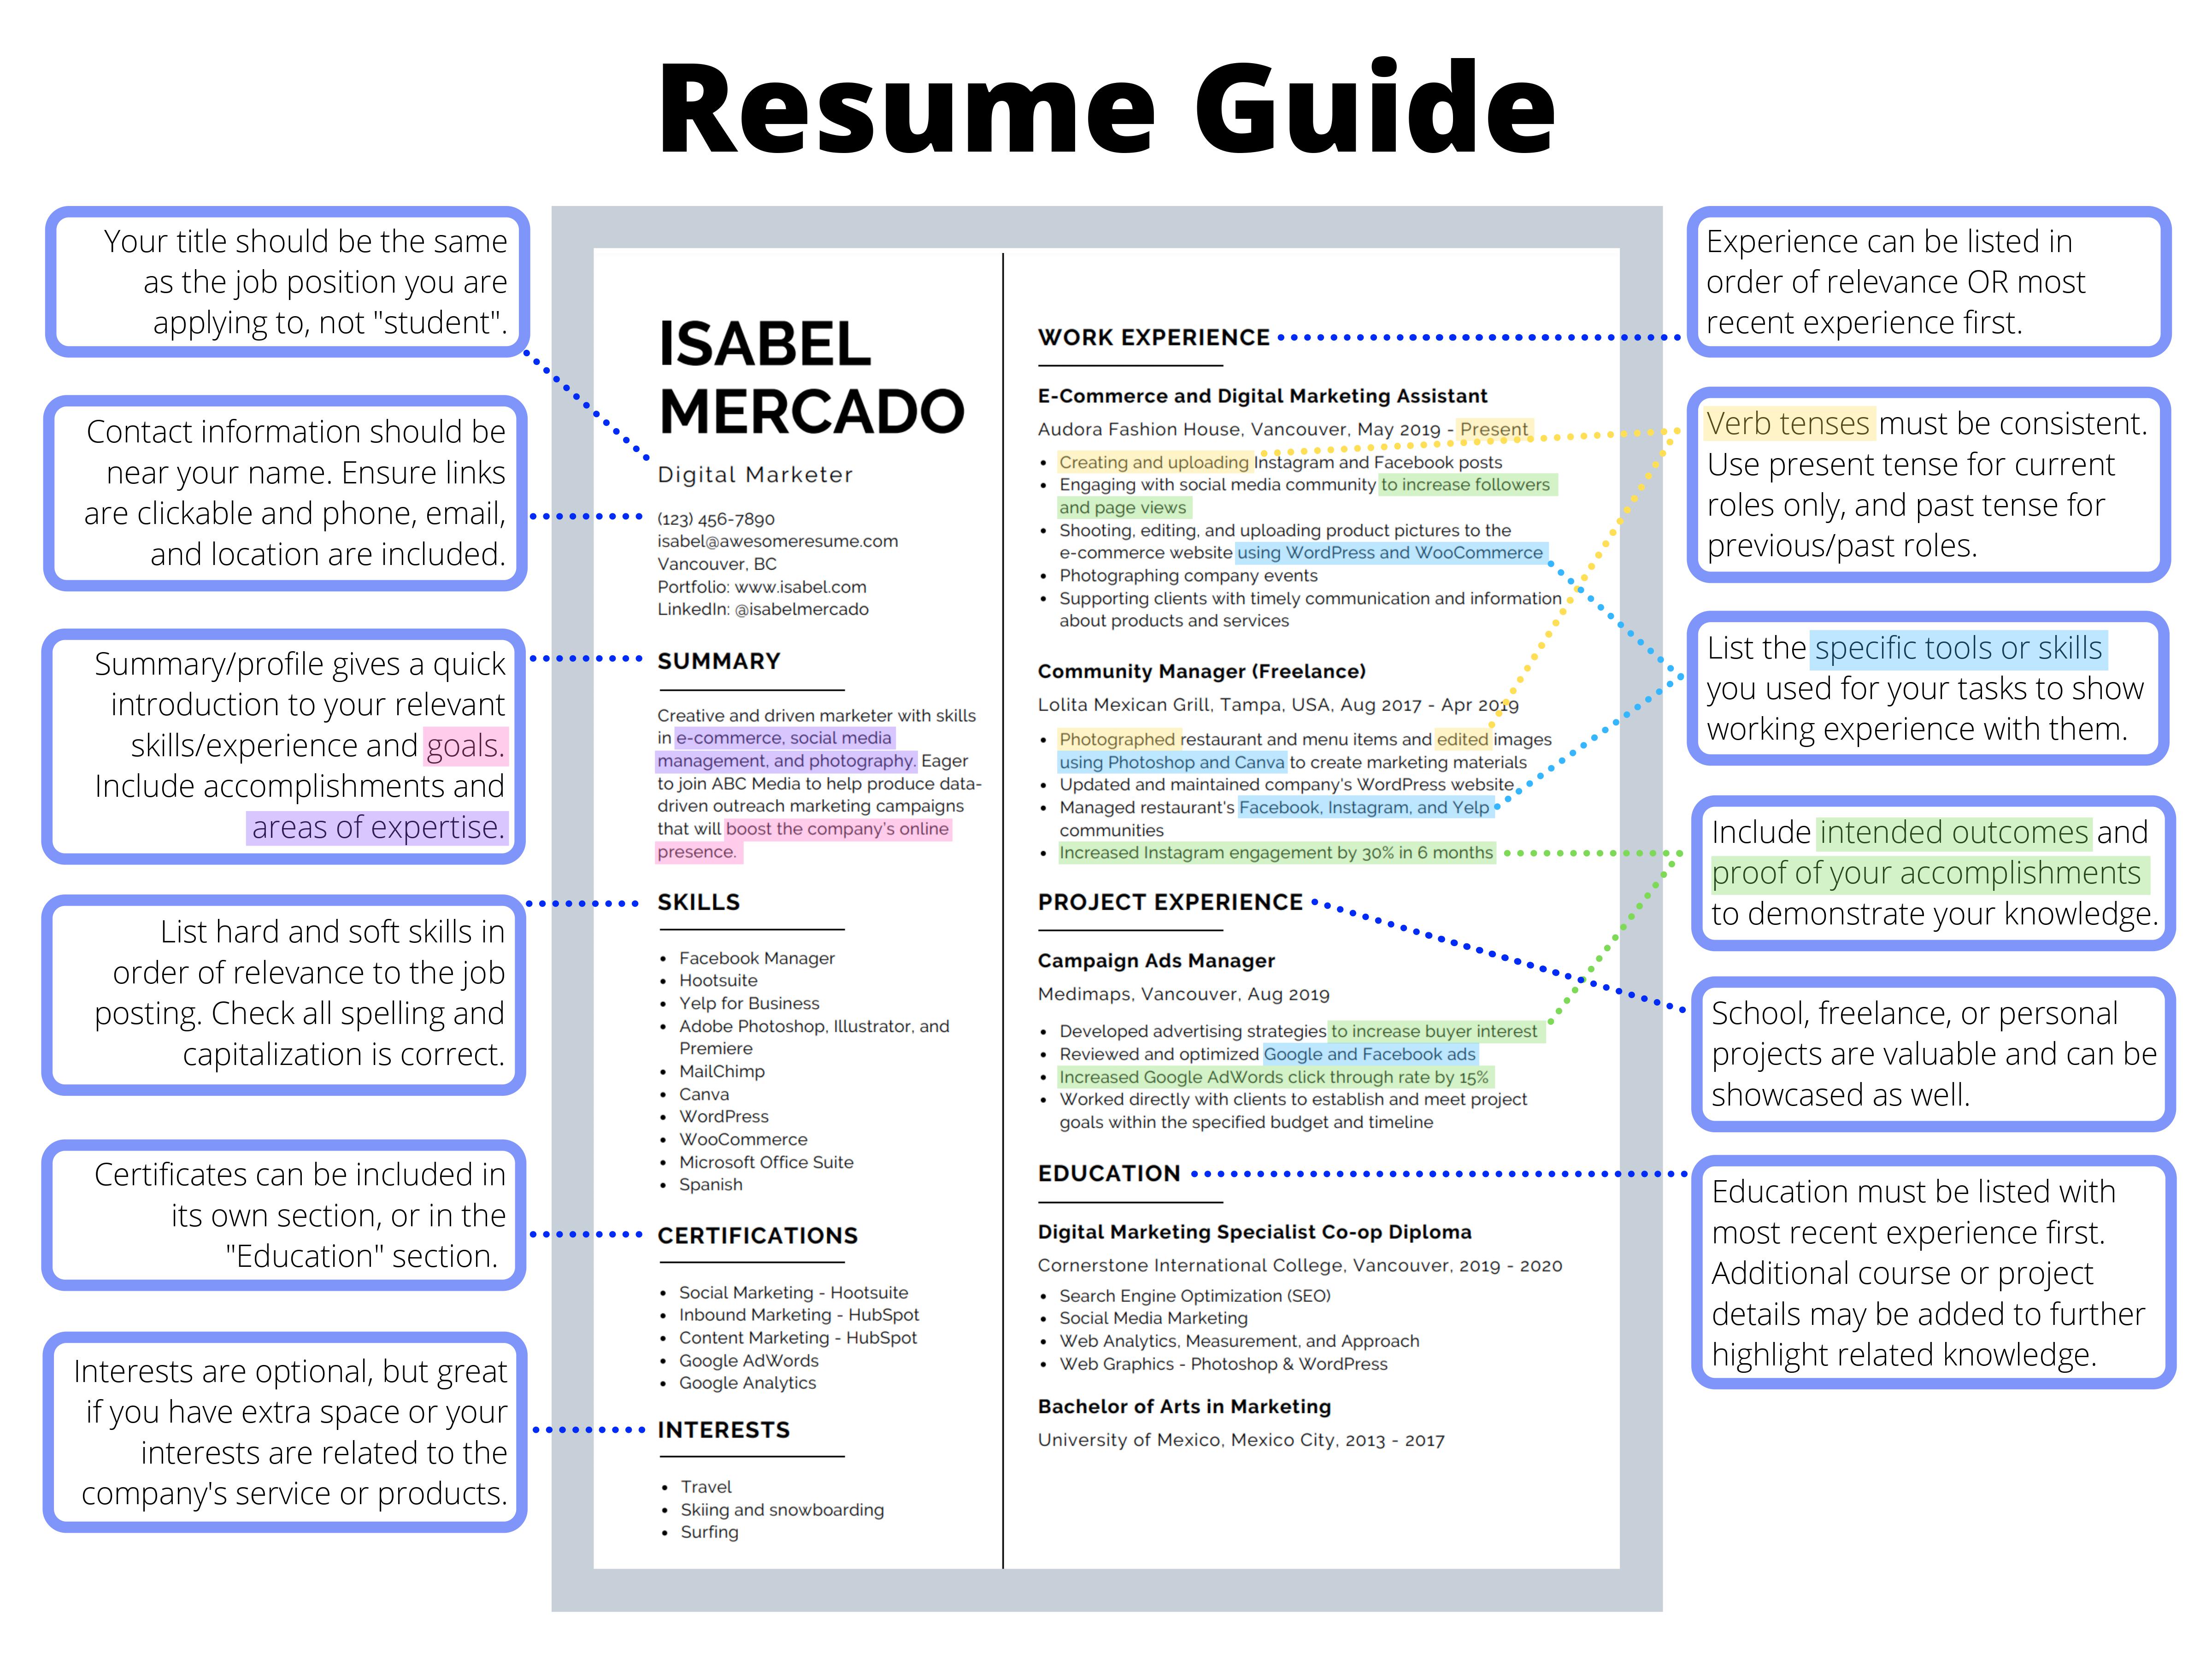 Resume Guide
Your title should be the same
as the job position you are
applying to, not "student".
Contact information should be
near your name. Ensure links
are clickable and phone, email,
and location are included.
Summary/profile gives a quick
introduction to your relevant
skills/experience and goals.
Include accomplishments and
areas of expertise.
List hard and soft skills in
order of relevance to the job
posting. Check all spelling and
capitalization is correct.
Certificates can be included in
its own section, or in the
"Education" section.
Interests are optional, but great
if you have extra space or your
interests are related to the
company's service or products.
ISABEL
MERCADO
Digital Marketer
(123) 456-7890
isabel@awesomeresume.com
Vancouver, BC
Portfolio: www.isabel.com
LinkedIn: @isabelmercado
SUMMARY
Creative and driven marketer with skills
in e-commerce, social media
management, and photography. Eager
to join ABC Media to help produce data-
driven outreach marketing campaigns
that will boost the company's online
presence.
SKILLS
• Facebook Manager
• Hootsuite
• Yelp for Business
• Adobe Photoshop, Illustrator, and
Premiere
• MailChimp
• Canva
• WordPress
• WooCommerce
• Microsoft Office Suite
• Spanish
CERTIFICATIONS
• Social Marketing - Hootsuite
• Inbound Marketing - HubSpot
• Content Marketing - HubSpot
• Google AdWords
• Google Analytics
INTERESTS
• Travel
• Skiing and snowboarding
• Surfing
WORK EXPERIENCE
E-Commerce and Digital Marketing Assistant
Audora Fashion House, Vancouver, May 2019 - Present
• Creating and uploading Instagram and Facebook posts
• Engaging with social media community to increase followers
and page views
• Shooting, editing, and uploading product pictures to the
e-commerce website using WordPress and WooCommerce
• Photographing company events
• Supporting clients with timely communication and information
about products and services
Community Manager (Freelance)
Lolita Mexican Grill, Tampa, USA, Aug 2017 - Apr 2019
• Photographed restaurant and menu items and edited images
using Photoshop and Canva to create marketing materials
• Updated and maintained company's WordPress website
• Managed restaurant's Facebook, Instagram, and Yelp
communities
• Increased Instagram engagement by 30% in 6 months
PROJECT EXPERIENCE
Campaign Ads Manager
Medimaps, Vancouver, Aug 2019
• Developed advertising strategies to increase buyer interest
• Reviewed and optimized Google and Facebook ads
• Increased Google AdWords click through rate by 15%
• Worked directly with clients to establish and meet project
goals within the specified budget and timeline
EDUCATION
Digital Marketing Specialist Co-op Diploma
Cornerstone International College, Vancouver, 2019 - 2020
• Search Engine Optimization (SEO)
• Social Media Marketing
• Web Analytics, Measurement, and Approach
• Web Graphics - Photoshop & WordPress
Bachelor of Arts in Marketing
University of Mexico, Mexico City, 2013 - 2017
Experience can be listed in
order of relevance OR most
recent experience first.
Verb tenses must be consistent.
Use present tense for current
roles only, and past tense for
previous/past roles.
List the specific tools or skills
you used for your tasks to show
working experience with them.
Include intended outcomes and
proof of your accomplishments
to demonstrate your knowledge.
School, freelance, or personal
projects are valuable and can be
showcased as well.
Education must be listed with
most recent experience first.
Additional course or project
details may be added to further
highlight related knowledge.